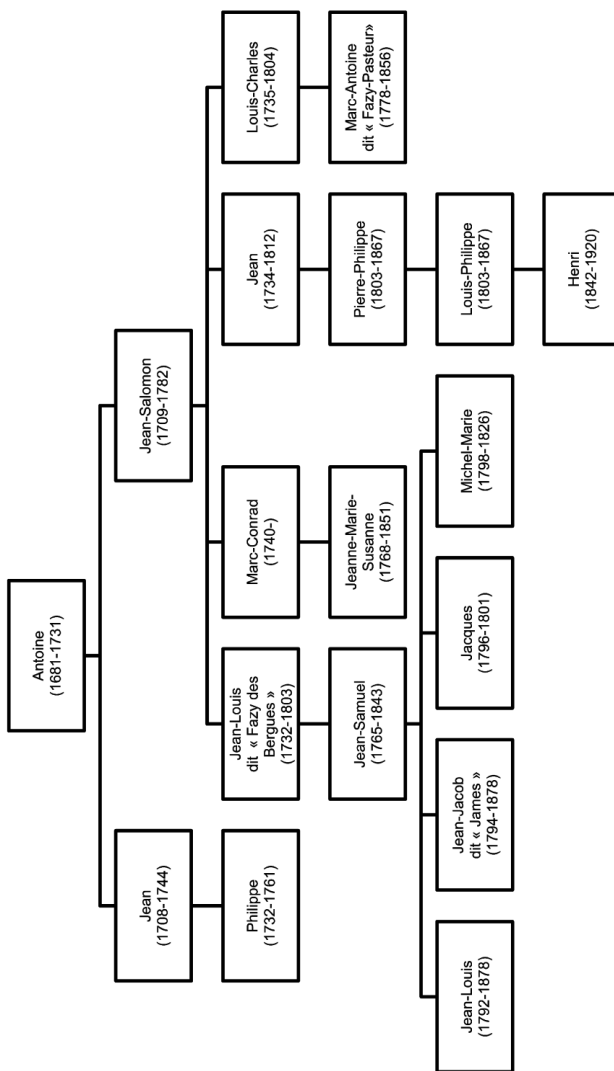 Antoine
(1681-1731)
Jean
(1708-1744)
Jean-Salomon
(1709-1782)
Philippe
(1732-1761)
Jean-Louis
dit « Fazy des
Bergues »
(1732-1803)
Marc-Conrad
(1740-)
Jean
(1734-1812)
Louis-Charles
(1735-1804)
Jean-Samuel
(1765-1843)
Jeanne-Marie-
Susanne
(1768-1851)
Pierre-Philippe
(1803-1867)
Marc-Antoine
dit « Fazy-Pasteur»
(1778-1856)
Jean-Louis
(1792-1878)
Jean-Jacob
dit « James »
(1794-1878)
Jacques
(1796-1801)
Michel-Marie
(1798-1826)
Louis-Philippe
(1803-1867)
Henri
(1842-1920)